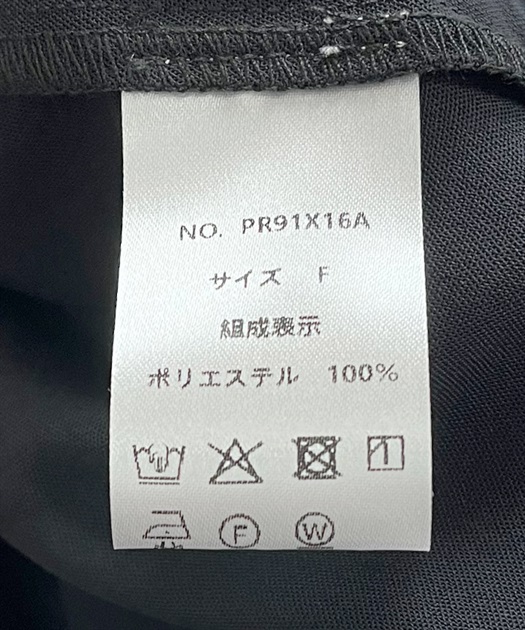 NO. PR91X16A
サイズ F
組成表示
ポリエステル 100%
F W